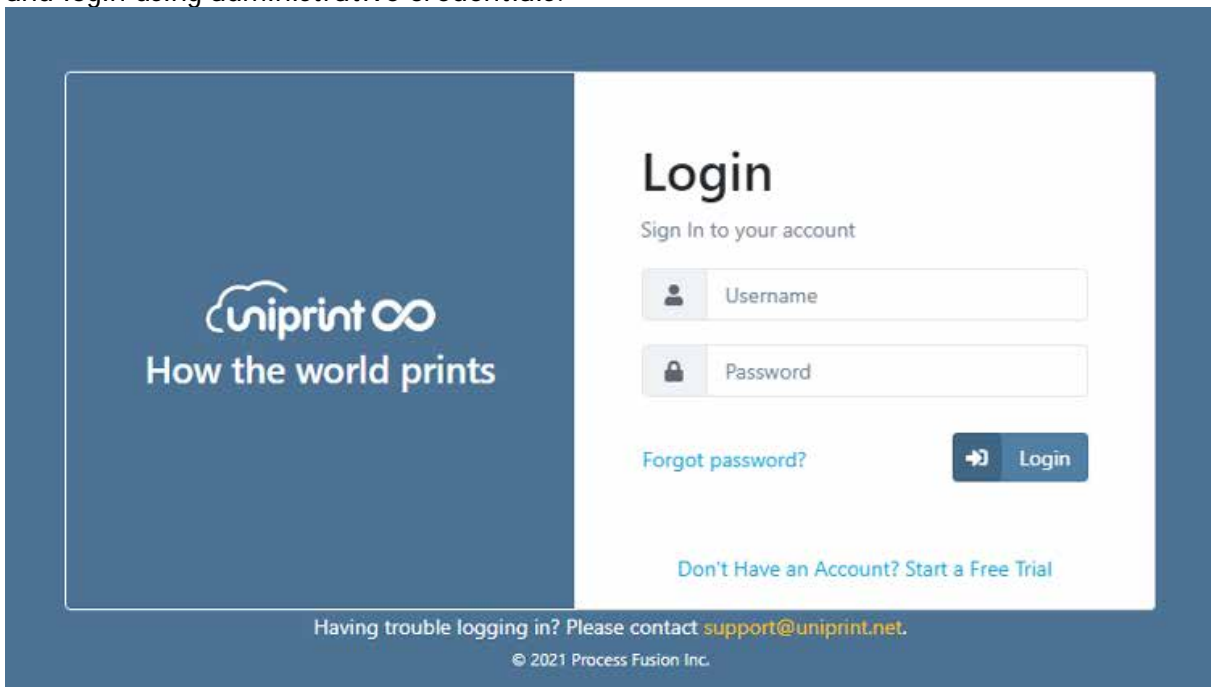 and login using administrative credentials.
uniprint
How the world prints
Login
Sign In to your account
Username
Password
Forgot password?
Login
Don't Have an Account? Start a Free Trial
Having trouble logging in? Please contact support@uniprint.net.
© 2021 Process Fusion Inc.